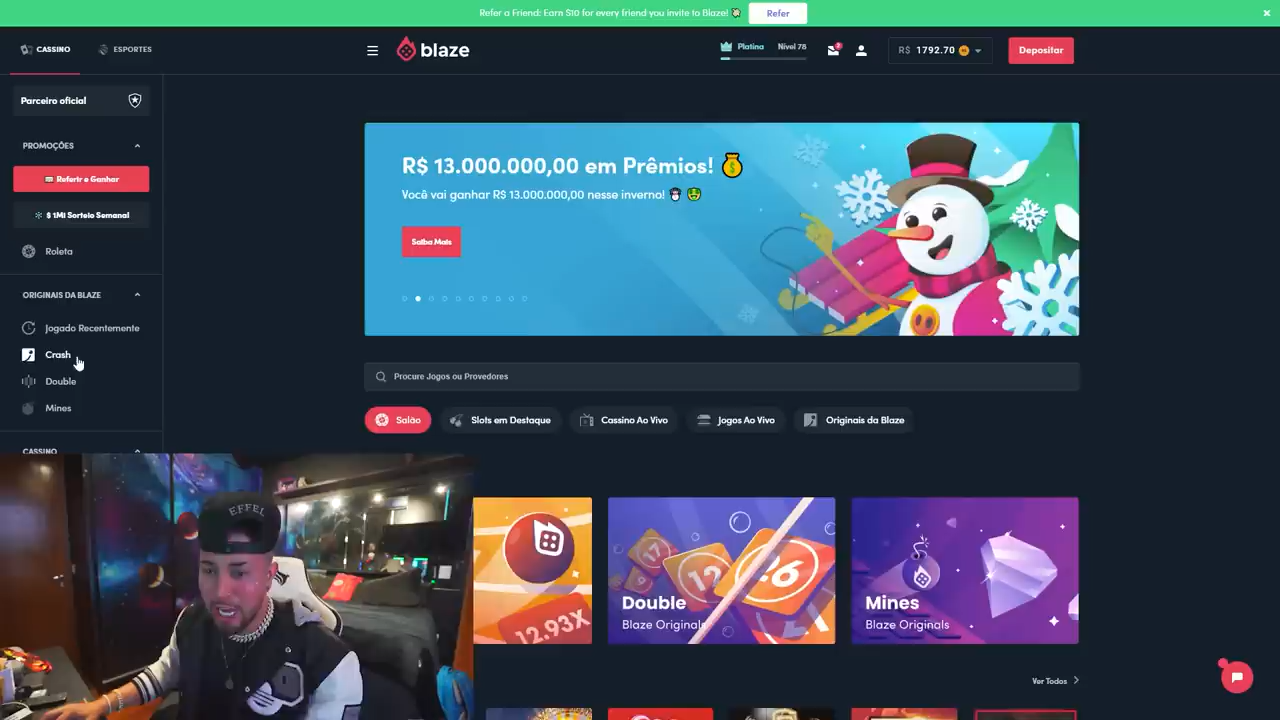 Refer a Friend: Earn $10 for every friend you invite to Blaze!
Refer
CASSINO
ESPORTES
blaze
Platina
Nível 78
R$ 1792.70
Depositar
Parceiro oficial
PROMOÇÕES
Referir e Ganhar
$ 1MI Sorteio Semanal
Roleta
ORIGINAIS DA BLAZE
Jogado Recentemente
Crash
Double
Mines
CASSINO
R$ 13.000.000,00 em Prêmios!
Você vai ganhar R$ 13.000.000,00 nesse inverno!
Saiba Mais
Procure Jogos ou Provedores
Salão
Slots em Destaque
Cassino Ao Vivo
Jogos Ao Vivo
Originais da Blaze
EFFEL
12.93X
17
12
26
Double
Blaze Originals
Mines
Blaze Originals
Ver Todos